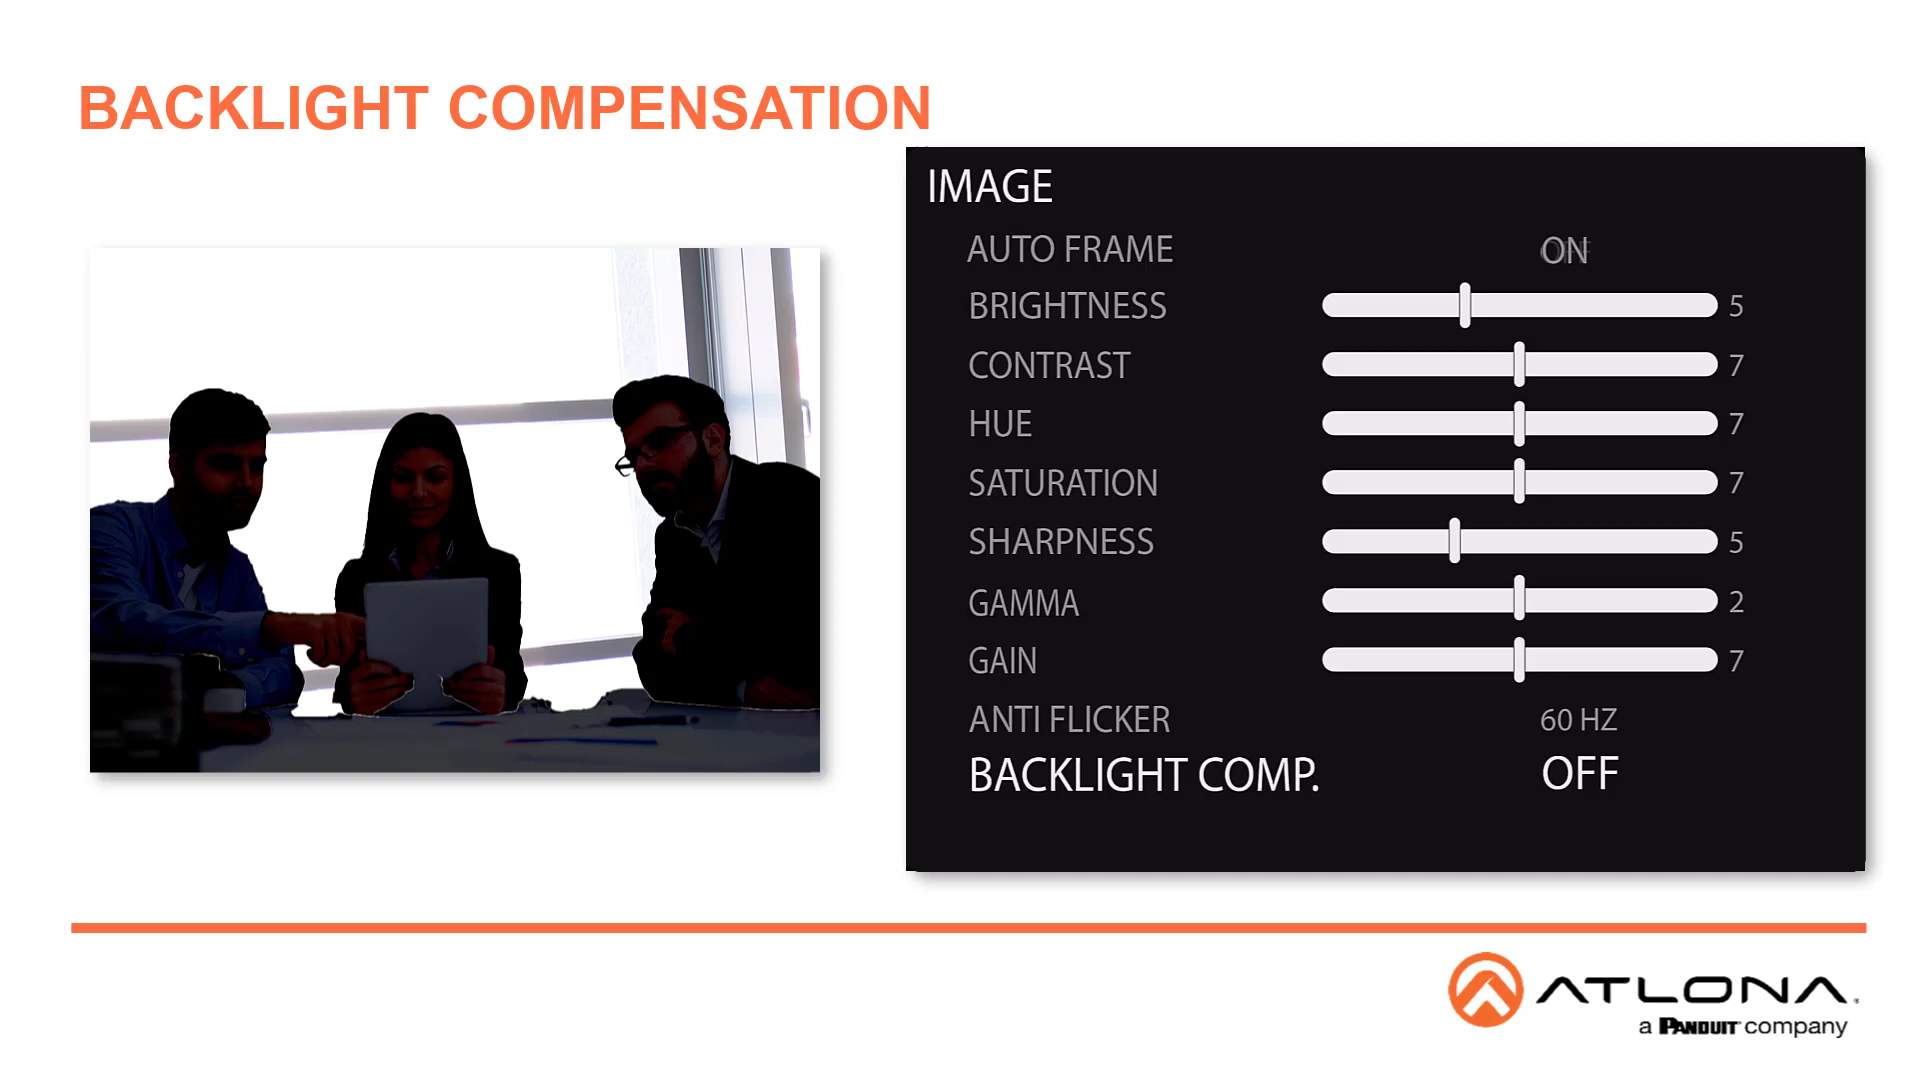 BACKLIGHT COMPENSATION
IMAGE
AUTO FRAME ON
BRIGHTNESS 5
CONTRAST 7
HUE 7
SATURATION 7
SHARPNESS 5
GAMMA 2
GAIN 7
ANTI FLICKER 60 HZ
BACKLIGHT COMP. OFF
ATLONA
a PANDUIT company